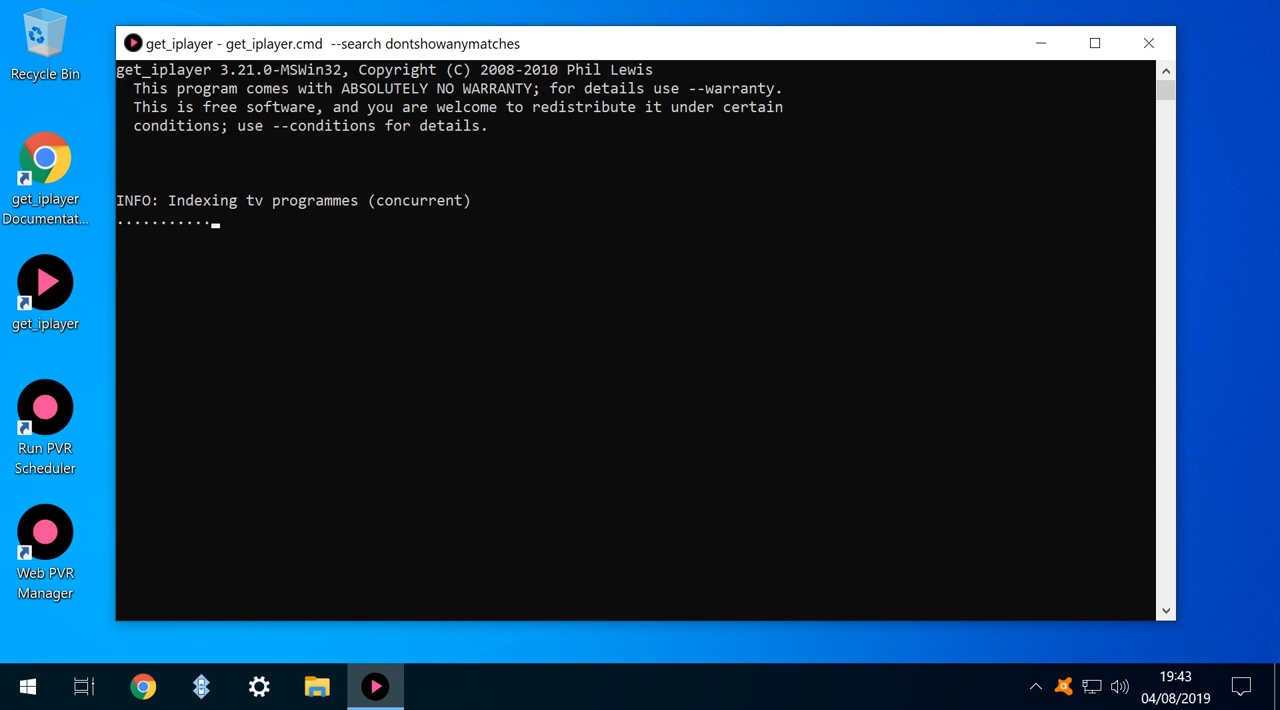 Recycle Bin
get_iplayer
Documentat...
get_iplayer
Run PVR
Scheduler
Web PVR
Manager
get_iplayer - get_iplayer.cmd  --search dontshowanymatches
get_iplayer 3.21.0-MSWin32, Copyright (C) 2008-2010 Phil Lewis
  This program comes with ABSOLUTELY NO WARRANTY; for details use --warranty.
  This is free software, and you are welcome to redistribute it under certain
  conditions; use --conditions for details.
INFO: Indexing tv programmes (concurrent)
...........
19:43
04/08/2019